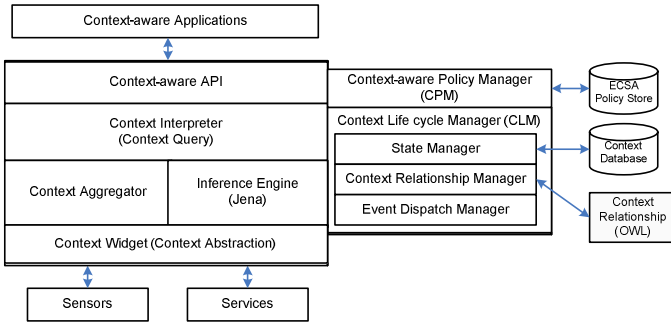 Context-aware Applications
Context-aware API
Context Interpreter
(Context Query)
Context Aggregator
Inference Engine
(Jena)
Context Widget (Context Abstraction)
Sensors
Services
Context-aware Policy Manager
(CPM)
Context Life cycle Manager (CLM)
State Manager
Context Relationship Manager
Event Dispatch Manager
ECSA
Policy Store
Context
Database
Context
Relationship
(OWL)